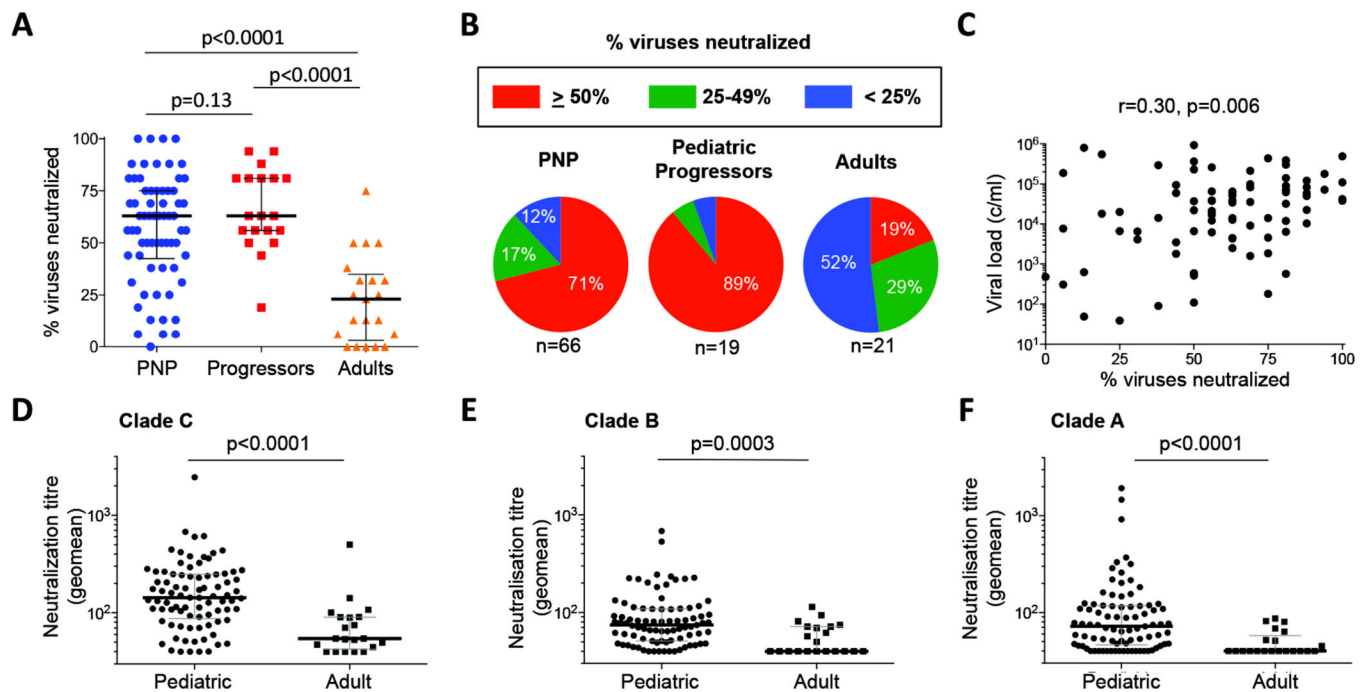 A
p<0.0001
p<0.0001
p=0.13
% viruses neutralized
100
75
50
25
0
PNP
Progressors
Adults
B
% viruses neutralized
≥ 50%
25-49%
< 25%
PNP
Pediatric
Progressors
Adults
12%
17%
71%
89%
19%
52%
29%
n=66
n=19
n=21
C
r=0.30, p=0.006
Viral load (c/ml)
10⁶
10⁵
10⁴
10³
10²
10¹
0
25
50
75
100
% viruses neutralized
D
Clade C
p<0.0001
Neutralization titre
(geomean)
10³
10²
Pediatric
Adult
E
Clade B
p=0.0003
Neutralisation titre
(geomean)
10³
10²
Pediatric
Adult
F
Clade A
p<0.0001
Neutralisation titre
(geomean)
10³
10²
Pediatric
Adult